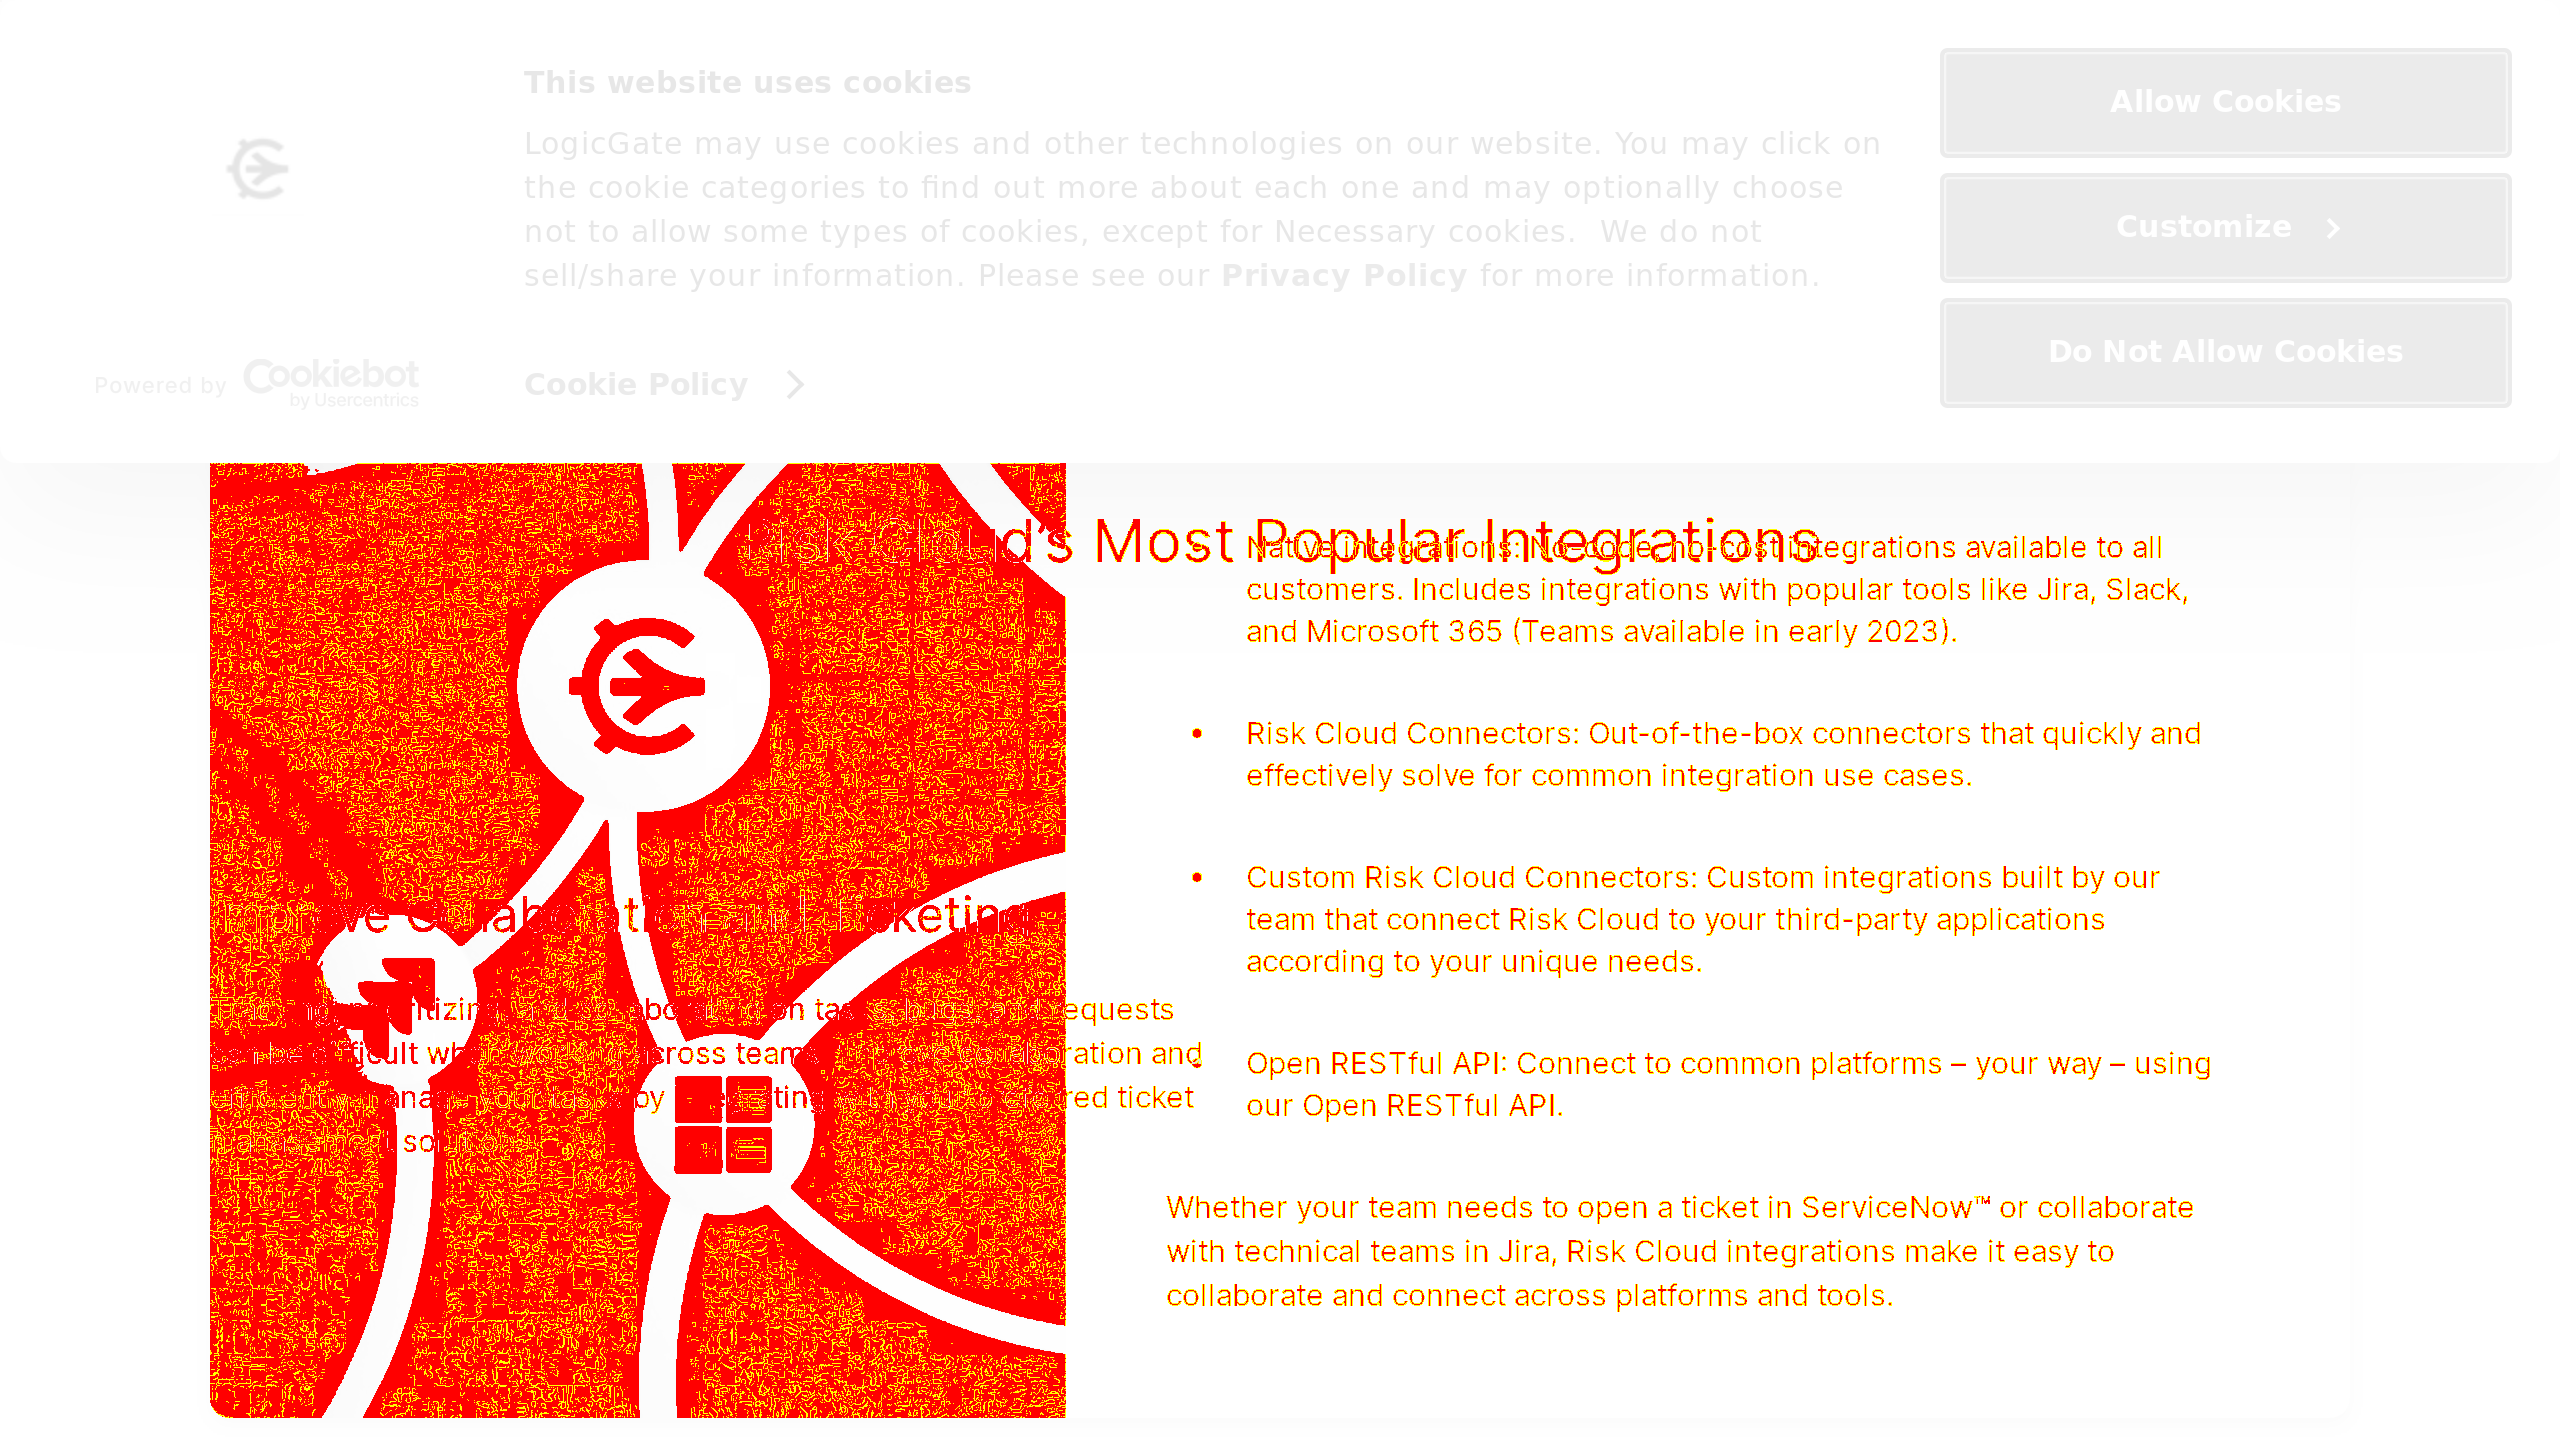 This website uses cookies
LogicGate may use cookies and other technologies on our website. You may click on
the cookie categories to find out more about each one and may optionally choose
not to allow some types of cookies, except for Necessary cookies.  We do not
sell/share your information. Please see our Privacy Policy for more information.
Powered by Cookiebot
by Usercentrics
Cookie Policy
Allow Cookies
Customize
Do Not Allow Cookies
Risk Cloud's Most Popular Integrations
Native integrations: No-code, no-cost integrations available to all
customers. Includes integrations with popular tools like Jira, Slack,
and Microsoft 365 (Teams available in early 2023).
• Risk Cloud Connectors: Out-of-the-box connectors that quickly and
effectively solve for common integration use cases.
• Custom Risk Cloud Connectors: Custom integrations built by our
team that connect Risk Cloud to your third-party applications
according to your unique needs.
Open RESTful API: Connect to common platforms – your way – using
our Open RESTful API.
Whether your team needs to open a ticket in ServiceNow™ or collaborate
with technical teams in Jira, Risk Cloud integrations make it easy to
collaborate and connect across platforms and tools.
Improve Collaboration and Ticketing
on requests
difficult when across teams and
manage your by ticket